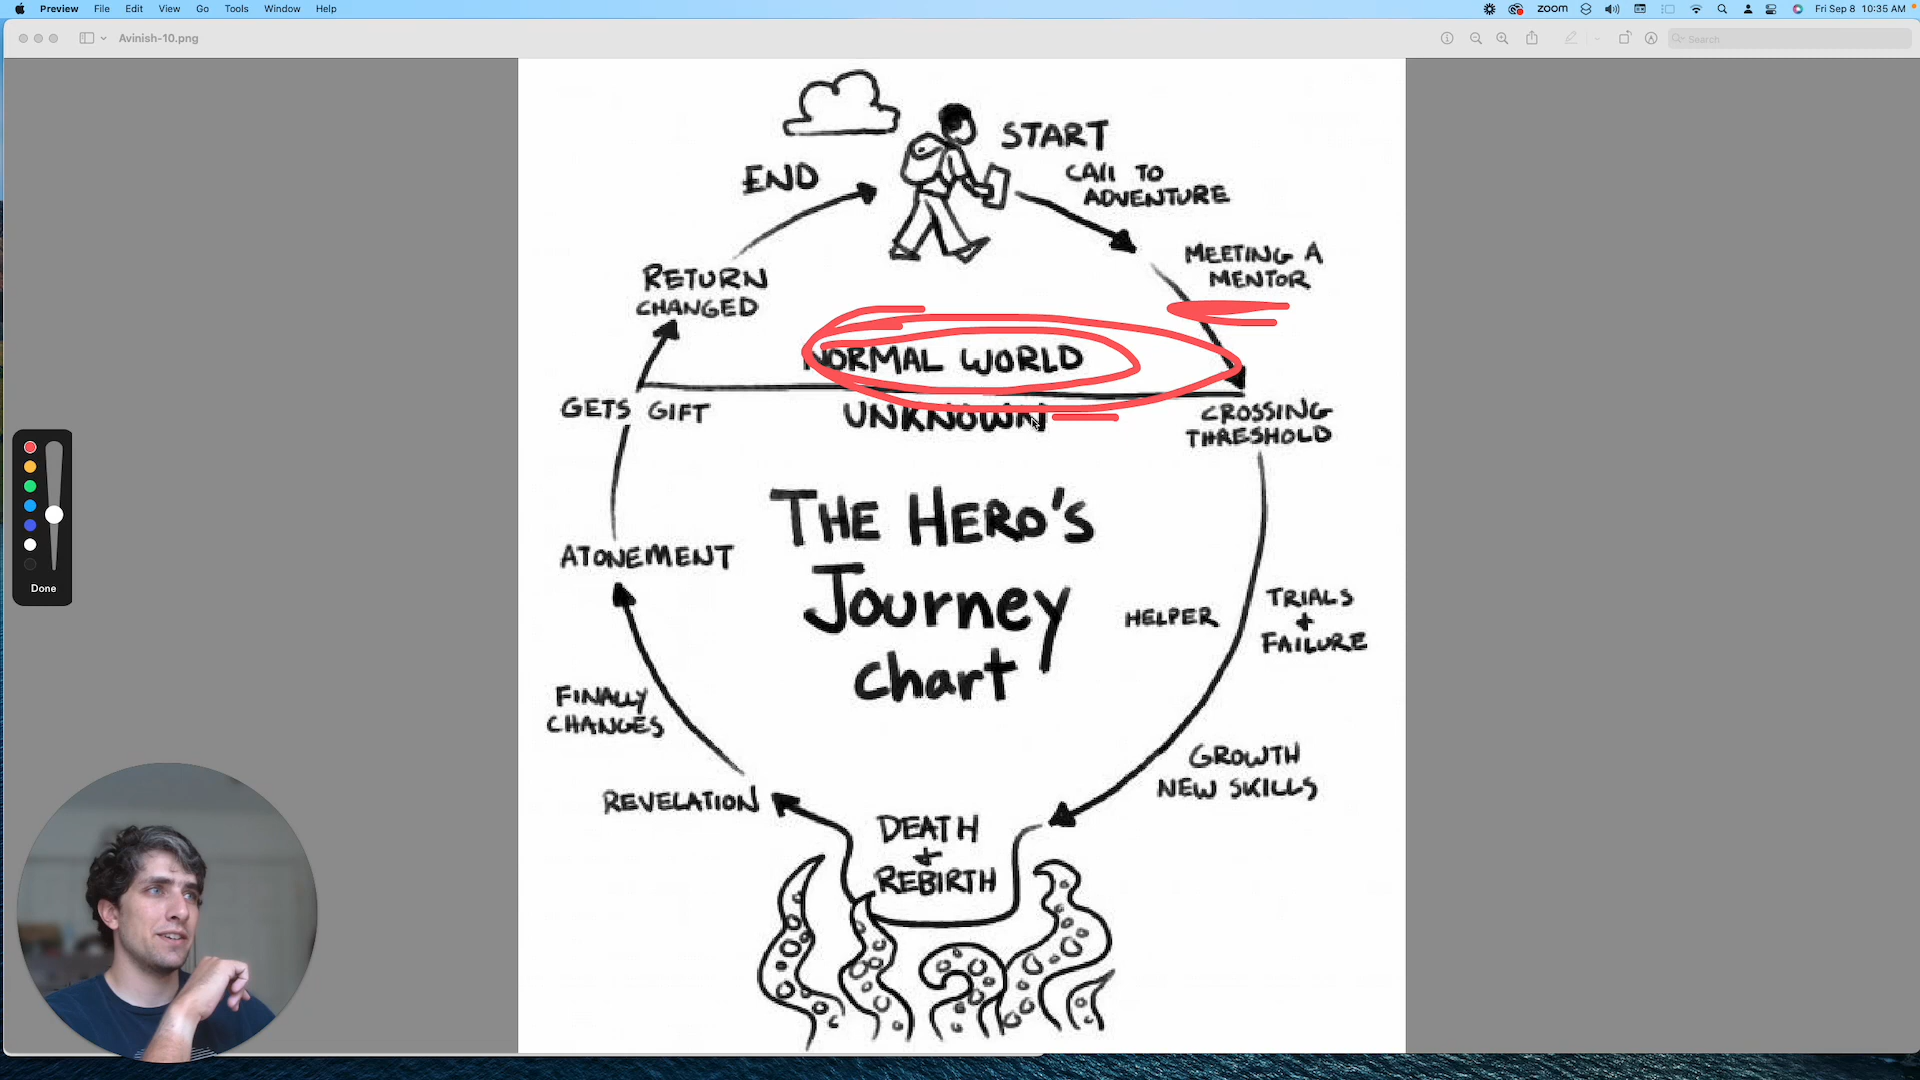 Preview File Edit View Go Tools Window Help
zoom Fri Sep 8 10:35 AM
Avinish-10.png
Search
START
CALL TO
ADVENTURE
END
MEETING A
MENTOR
RETURN
CHANGED
NORMAL WORLD
GETS GIFT
UNKNOWN
CROSSING
THRESHOLD
THE HERO'S
JOURNEY
CHART
ATONEMENT
HELPER
TRIALS
+
FAILURE
Done
FINALLY
CHANGES
GROWTH
NEW SKILLS
REVELATION
DEATH
+
REBIRTH